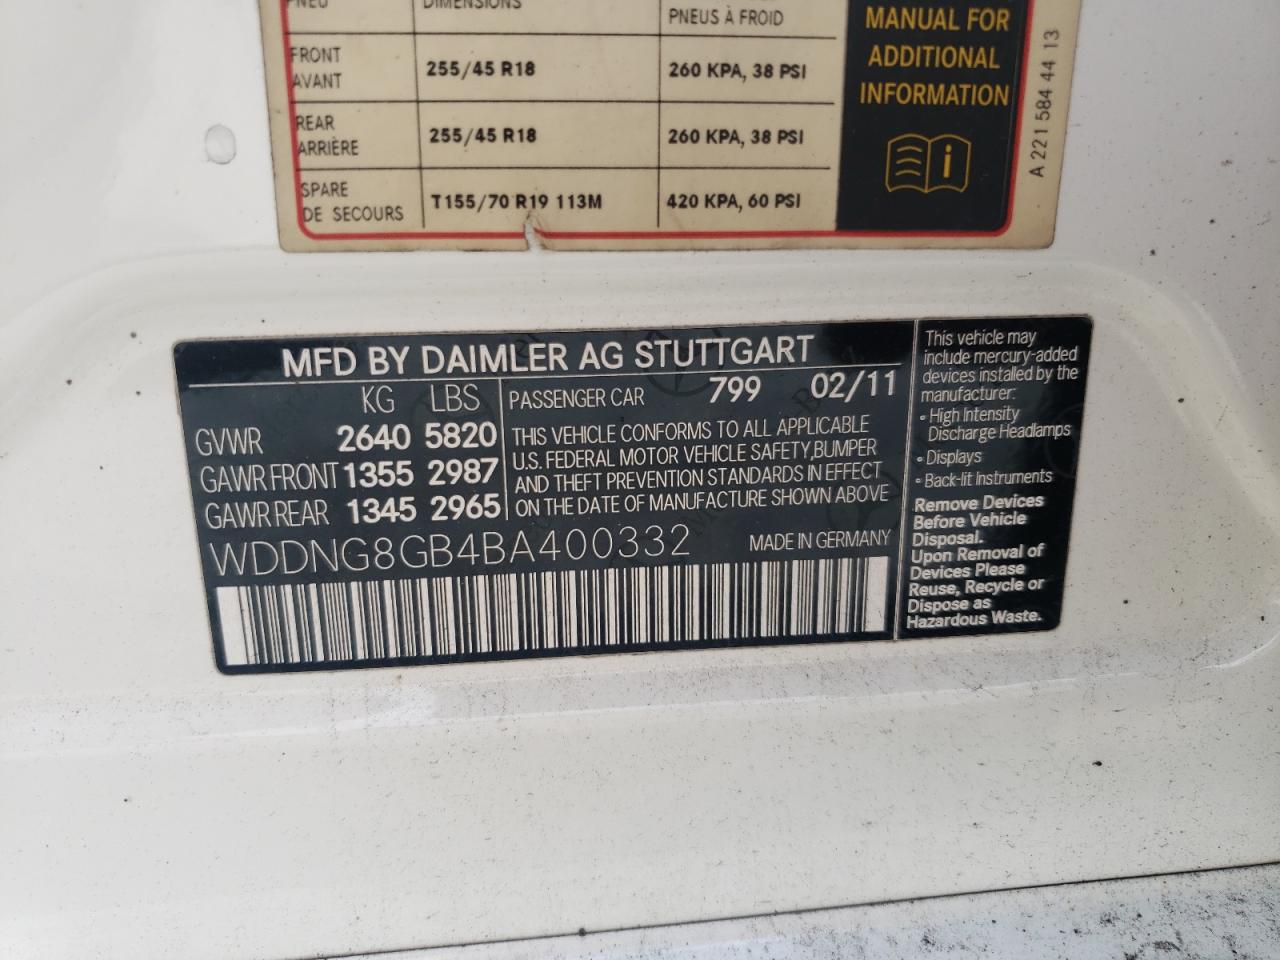 PNEU DIMENSIONS
PNEUS À FROID
FRONT
AVANT 255/45 R18 260 KPA, 38 PSI
REAR
ARRIÈRE 255/45 R18 260 KPA, 38 PSI
SPARE
DE SECOURS T155/70 R19 113M 420 KPA, 60 PSI
MANUAL FOR
ADDITIONAL
INFORMATION
A 221 584 44 13
MFD BY DAIMLER AG STUTTGART
KG LBS
GVWR 2640 5820
GAWR FRONT 1355 2987
GAWR REAR 1345 2965
PASSENGER CAR 799 02/11
THIS VEHICLE CONFORMS TO ALL APPLICABLE
U.S. FEDERAL MOTOR VEHICLE SAFETY,BUMPER
AND THEFT PREVENTION STANDARDS IN EFFECT
ON THE DATE OF MANUFACTURE SHOWN ABOVE
WDDNG8GB4BA400332 MADE IN GERMANY
This vehicle may
include mercury-added
devices installed by the
manufacturer:
• High Intensity
Discharge Headlamps
• Displays
• Back-lit Instruments
Remove Devices
Before Vehicle
Disposal.
Upon Removal of
Devices Please
Reuse, Recycle or
Dispose as
Hazardous Waste.